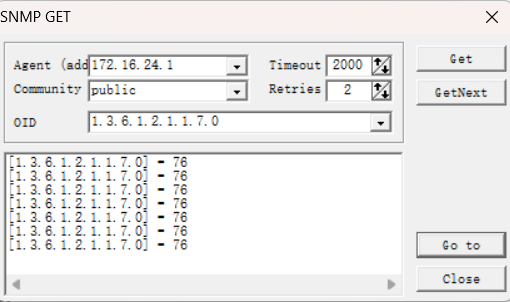 SNMP GET
Agent (add 172.16.24.1 Timeout 2000 Get
Community public Retries 2 GetNext
OID 1.3.6.1.2.1.1.7.0
[1.3.6.1.2.1.1.7.0] = 76
[1.3.6.1.2.1.1.7.0] = 76
[1.3.6.1.2.1.1.7.0] = 76
[1.3.6.1.2.1.1.7.0] = 76
[1.3.6.1.2.1.1.7.0] = 76
[1.3.6.1.2.1.1.7.0] = 76
[1.3.6.1.2.1.1.7.0] = 76
Go to
Close